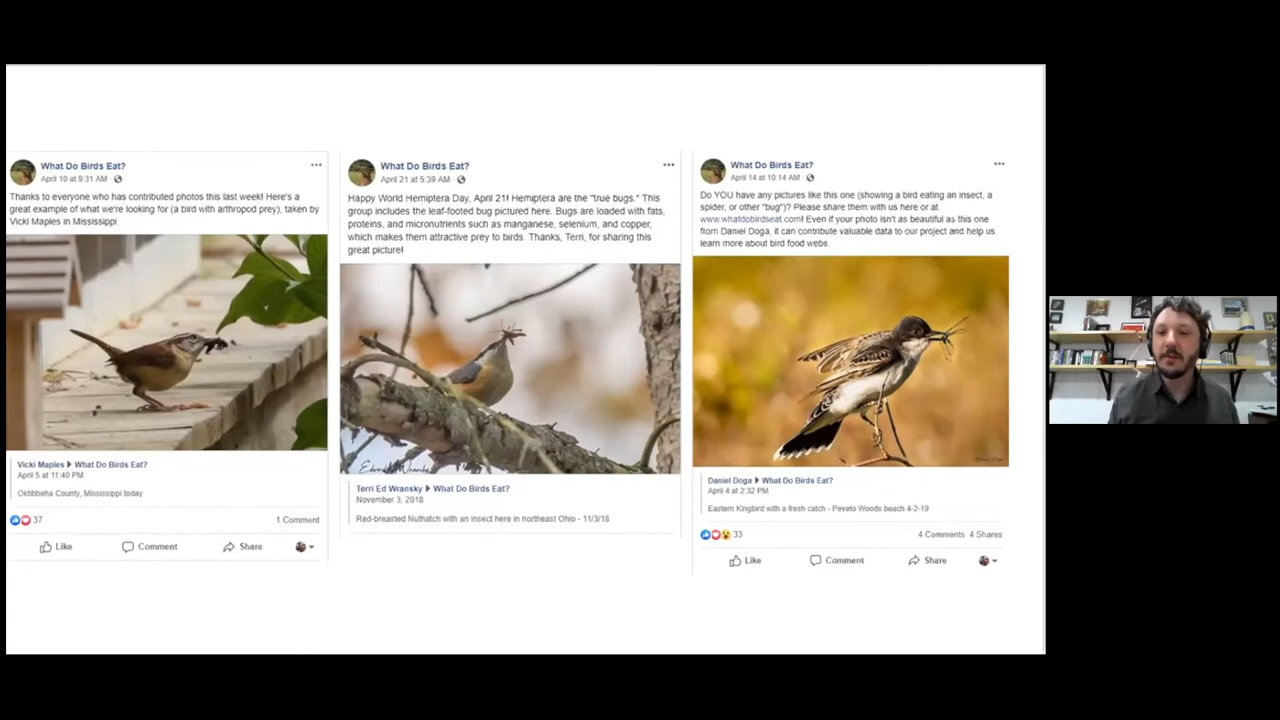 What Do Birds Eat?
April 10 at 9:31 AM ·
Thanks to everyone who has contributed photos this last week! Here's a
great example of what we're looking for (a bird with arthropod prey), taken by
Vicki Maples in Mississippi.
Vicki Maples What Do Birds Eat?
April 5 at 11:40 PM
Oktibbeha County, Mississippi today
37
1 Comment
Like Comment Share
What Do Birds Eat?
April 21 at 5:39 AM ·
Happy World Hemiptera Day, April 21! Hemiptera are the "true bugs." This
group includes the leaf-footed bug pictured here. Bugs are loaded with fats,
proteins, and micronutrients such as manganese, selenium, and copper,
which makes them attractive prey to birds. Thanks, Terri, for sharing this
great picture!
Terri Ed Wransky What Do Birds Eat?
November 3, 2018
Red-breasted Nuthatch with an insect here in northeast Ohio - 11/3/18
What Do Birds Eat?
April 14 at 10:14 AM ·
Do YOU have any pictures like this one (showing a bird eating an insect, a
spider, or other "bug")? Please share them with us here or at
www.whatdobirdseat.com! Even if your photo isn't as beautiful as this one
from Daniel Doga, it can contribute valuable data to our project and help us
learn more about bird food webs.
Daniel Doga What Do Birds Eat?
April 4 at 2:32 PM
Eastern Kingbird with a fresh catch - Peveto Woods beach 4-2-19
33
4 Comments 4 Shares
Like Comment Share